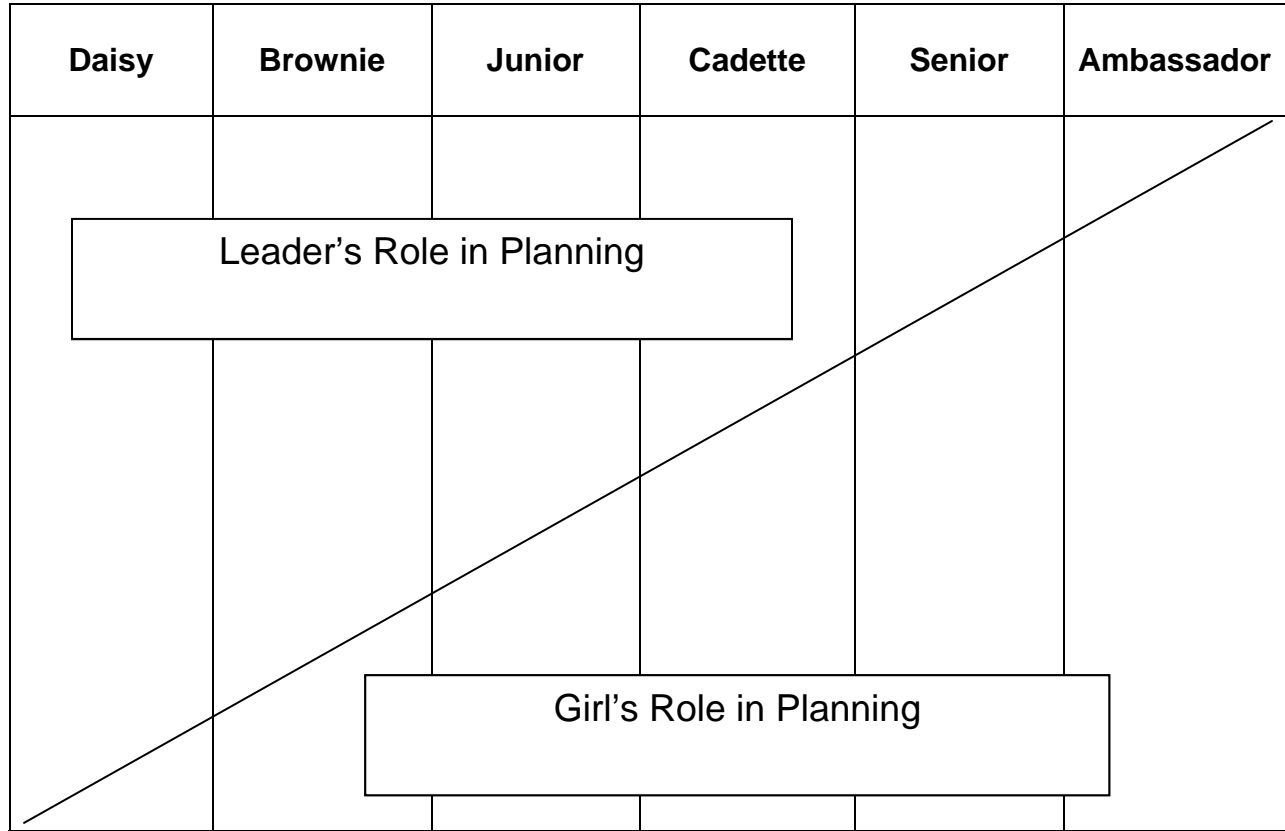 Daisy Brownie Junior Cadette Senior Ambassador
Leader’s Role in Planning
Girl’s Role in Planning